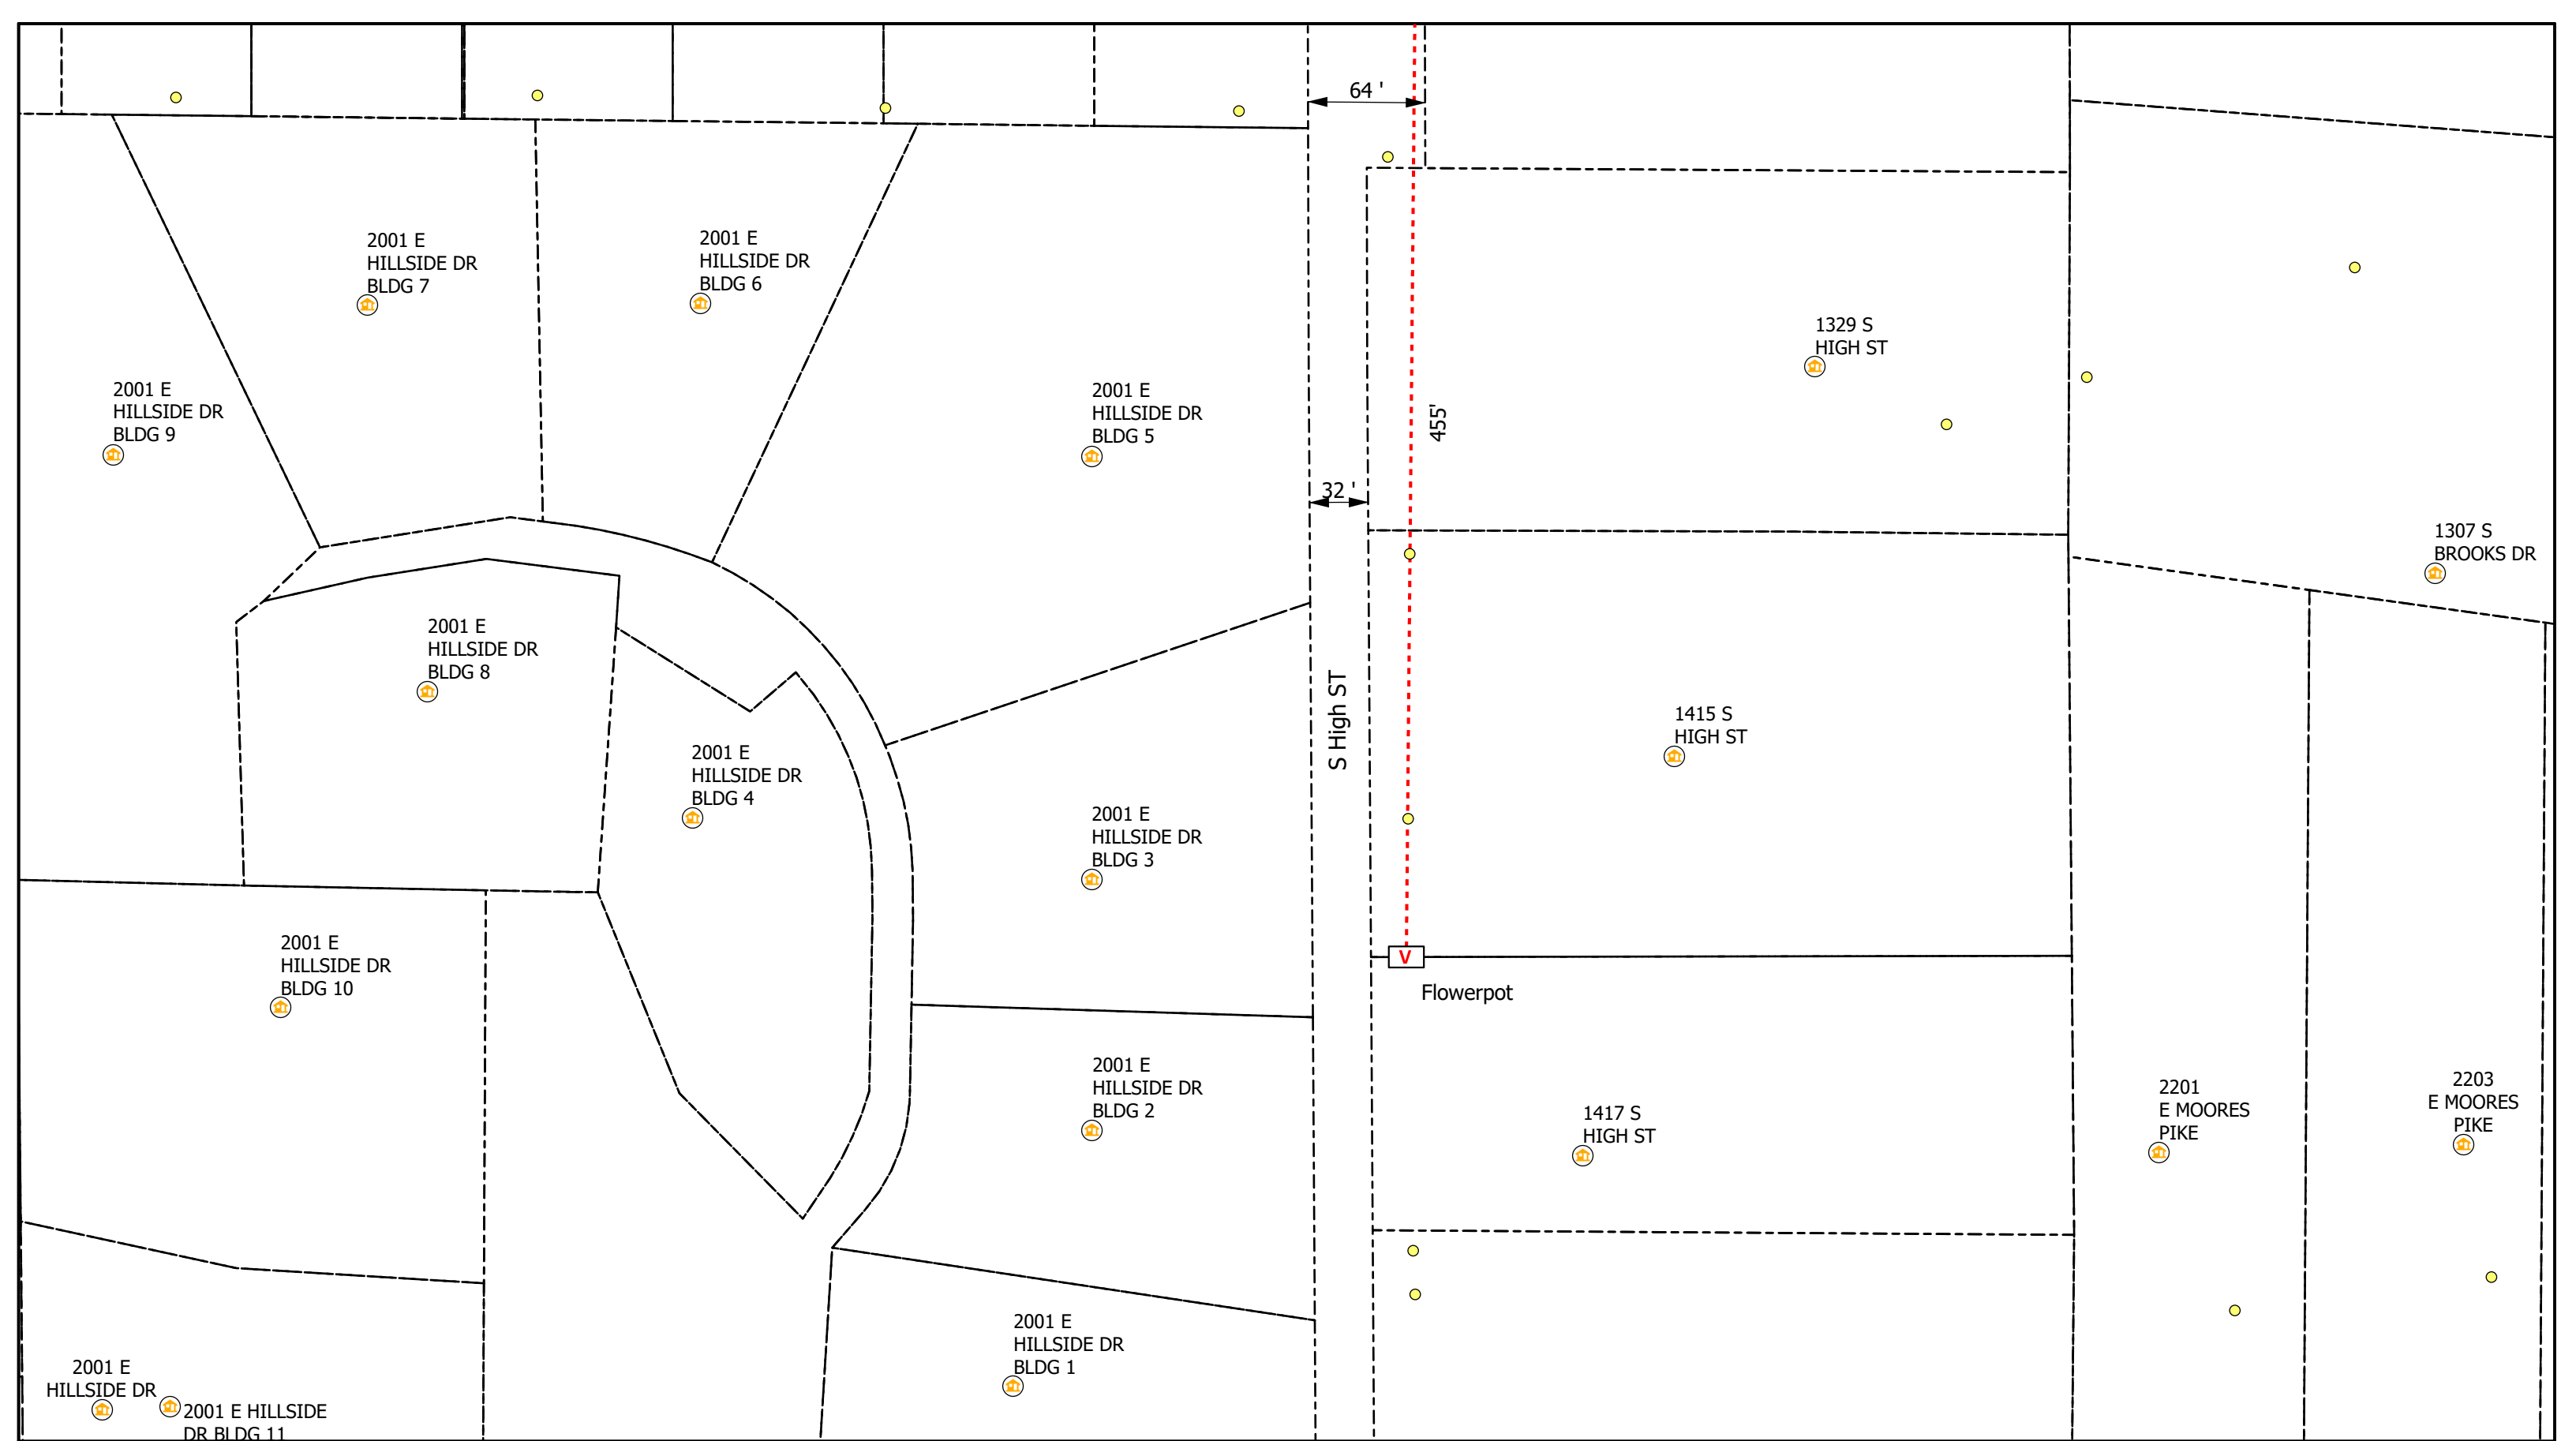 64 '
2001 E
HILLSIDE DR
BLDG 7
2001 E
HILLSIDE DR
BLDG 6
1329 S
HIGH ST
2001 E
HILLSIDE DR
BLDG 9
2001 E
HILLSIDE DR
BLDG 5
455'
32 '
1307 S
BROOKS DR
2001 E
HILLSIDE DR
BLDG 8
S High ST
1415 S
HIGH ST
2001 E
HILLSIDE DR
BLDG 4
2001 E
HILLSIDE DR
BLDG 3
2001 E
HILLSIDE DR
BLDG 10
V
Flowerpot
2001 E
HILLSIDE DR
BLDG 2
1417 S
HIGH ST
2201
E MOORES
PIKE
2203
E MOORES
PIKE
2001 E
HILLSIDE DR
BLDG 1
2001 E
HILLSIDE DR
2001 E HILLSIDE
DR BLDG 11